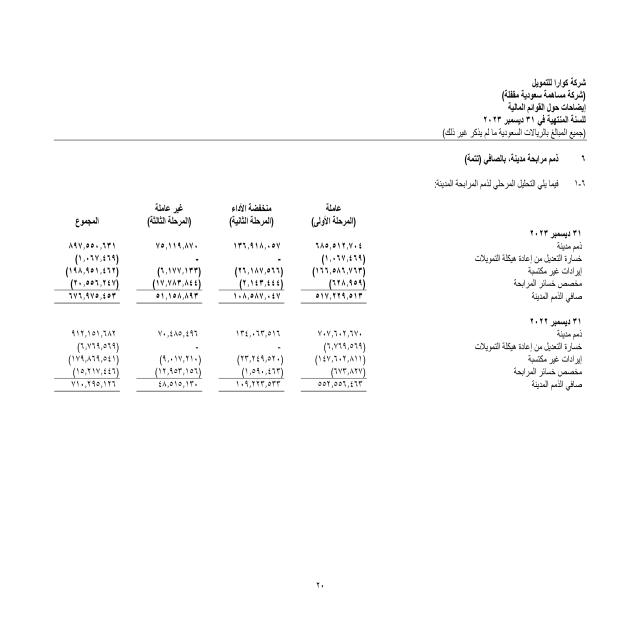 شركة كوارا للتمويل
(شركة مساهمة سعودية مقفلة)
إيضاحات حول القوائم المالية
للسنة المنتهية في ٣١ ديسمبر ٢٠٢٣
(جميع المبالغ بالريالات السعودية ما لم يذكر غير ذلك)
٦ ذمم مرابحة مدينة، بالصافي (تتمة)
٦-١ فيما يلي التحليل المرحلي لذمم المرابحة المدينة:
عاملة منخفضة الأداء غير عاملة
(المرحلة الأولى) (المرحلة الثانية) (المرحلة الثالثة) المجموع
٣١ ديسمبر ٢٠٢٣
ذمم مدينة ٦٨٥,٥١٢,٧٠٤ ١٣٦,٩١٨,٠٥٧ ٧٥,١١٩,٨٧٠ ٨٩٧,٥٥٠,٦٣١
خسارة التعديل من إعادة هيكلة التمويلات (١,٠٦٧,٤٦٩) - - (١,٠٦٧,٤٦٩)
إيرادات غير مكتسبة (١٦٦,٥٨٦,٧٦٣) (٢٦,١٨٧,٥٦٦) (٦,١٧٧,١٣٣) (١٩٨,٩٥١,٤٦٢)
مخصص خسائر المرابحة (٦٢٨,٩٥٩) (٢,١٤٣,٤٤٤) (١٧,٧٨٣,٨٤٤) (٢٠,٥٥٦,٢٤٧)
صافي الذمم المدينة ٥١٧,٢٢٩,٥١٣ ١٠٨,٥٨٧,٠٤٧ ٥١,١٥٨,٨٩٣ ٦٧٦,٩٧٥,٤٥٣
٣١ ديسمبر ٢٠٢٢
ذمم مدينة ٧٠٧,٦٠٢,٦٧٠ ١٣٤,٠٦٣,٥١٦ ٧٠,٤٨٥,٤٩٦ ٩١٢,١٥١,٦٨٢
خسارة التعديل من إعادة هيكلة التمويلات (٦,٧٦٩,٥٦٩) - - (٦,٧٦٩,٥٦٩)
إيرادات غير مكتسبة (١٤٧,٦٠٢,٨١١) (٢٣,٢٤٩,٥٢٠) (٩,٠١٧,٢١٠) (١٧٩,٨٦٩,٥٤١)
مخصص خسائر المرابحة (٦٧٣,٨٢٧) (١,٥٩٠,٤٦٣) (١٢,٩٥٣,١٥٦) (١٥,٢١٧,٤٤٦)
صافي الذمم المدينة ٥٥٢,٥٥٦,٤٦٣ ١٠٩,٢٢٣,٥٣٣ ٤٨,٥١٥,١٣٠ ٧١٠,٢٩٥,١٢٦
٢٠